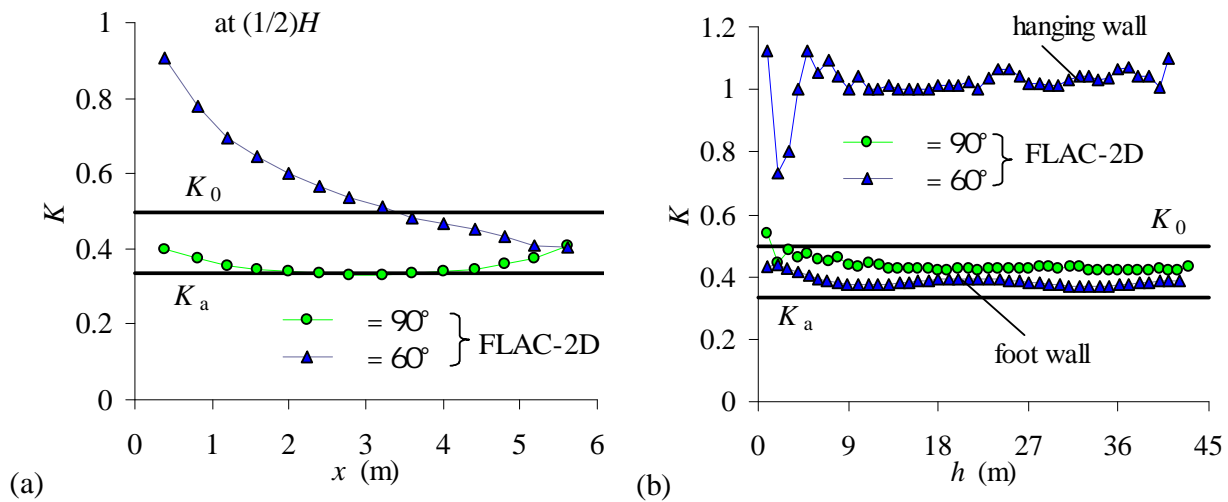 at (1/2)H
K
1
0.8
0.6
0.4
0.2
0
K0
Ka
= 90°
= 60°
FLAC-2D
0 1 2 3 4 5 6
x (m)
(a)
hanging wall
K
1.2
1
0.8
0.6
0.4
0.2
0
= 90°
= 60°
FLAC-2D
K0
Ka
foot wall
0 9 18 27 36 45
h (m)
(b)